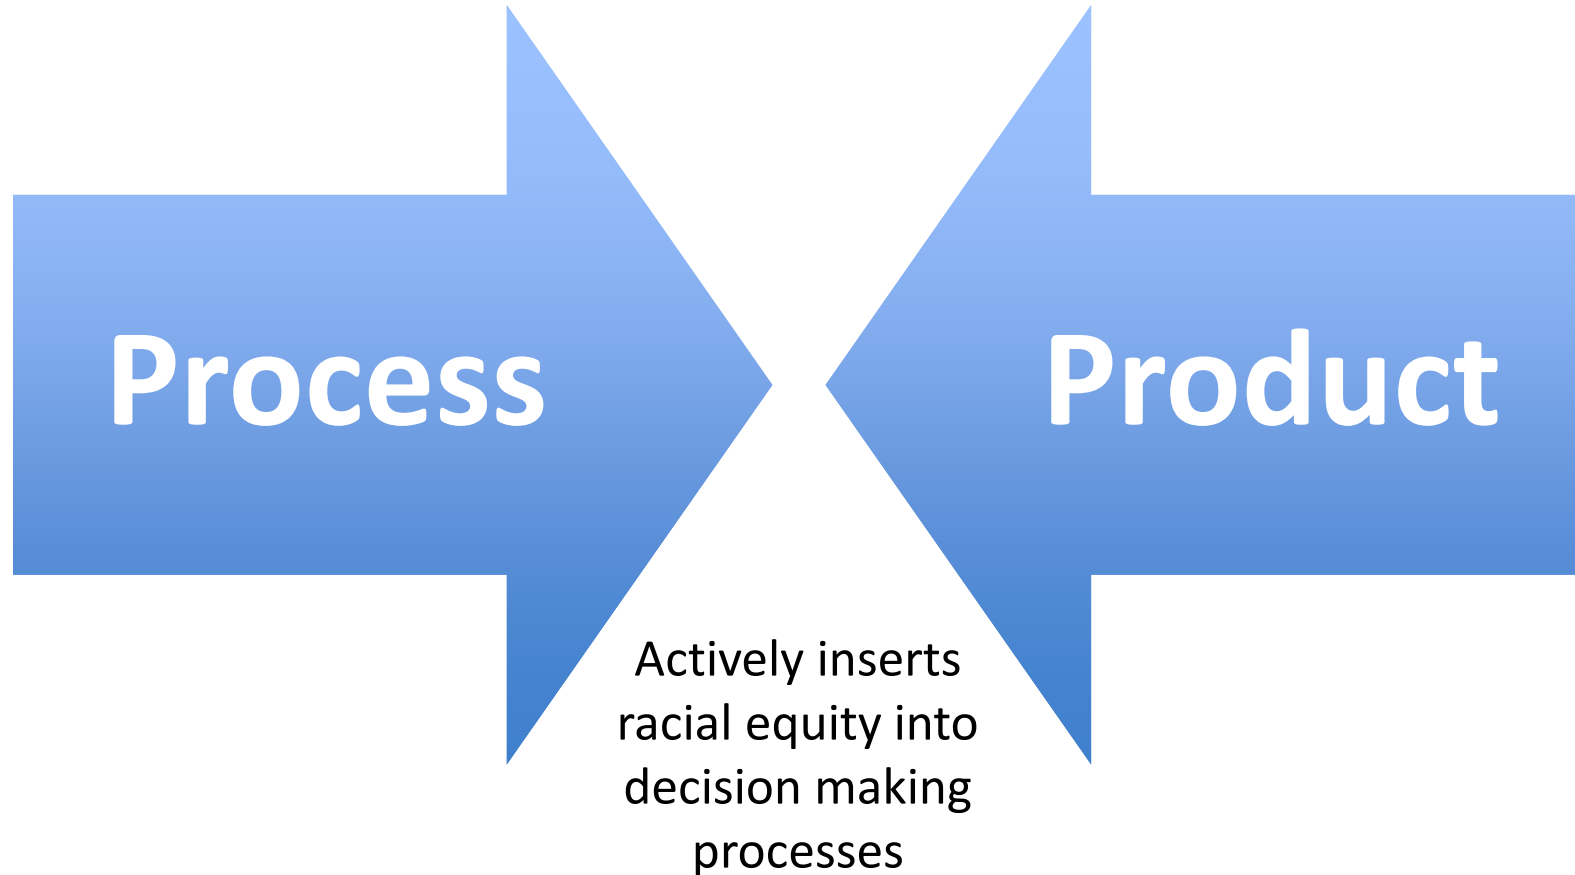 Process
Product
Actively inserts
racial equity into
decision making
processes